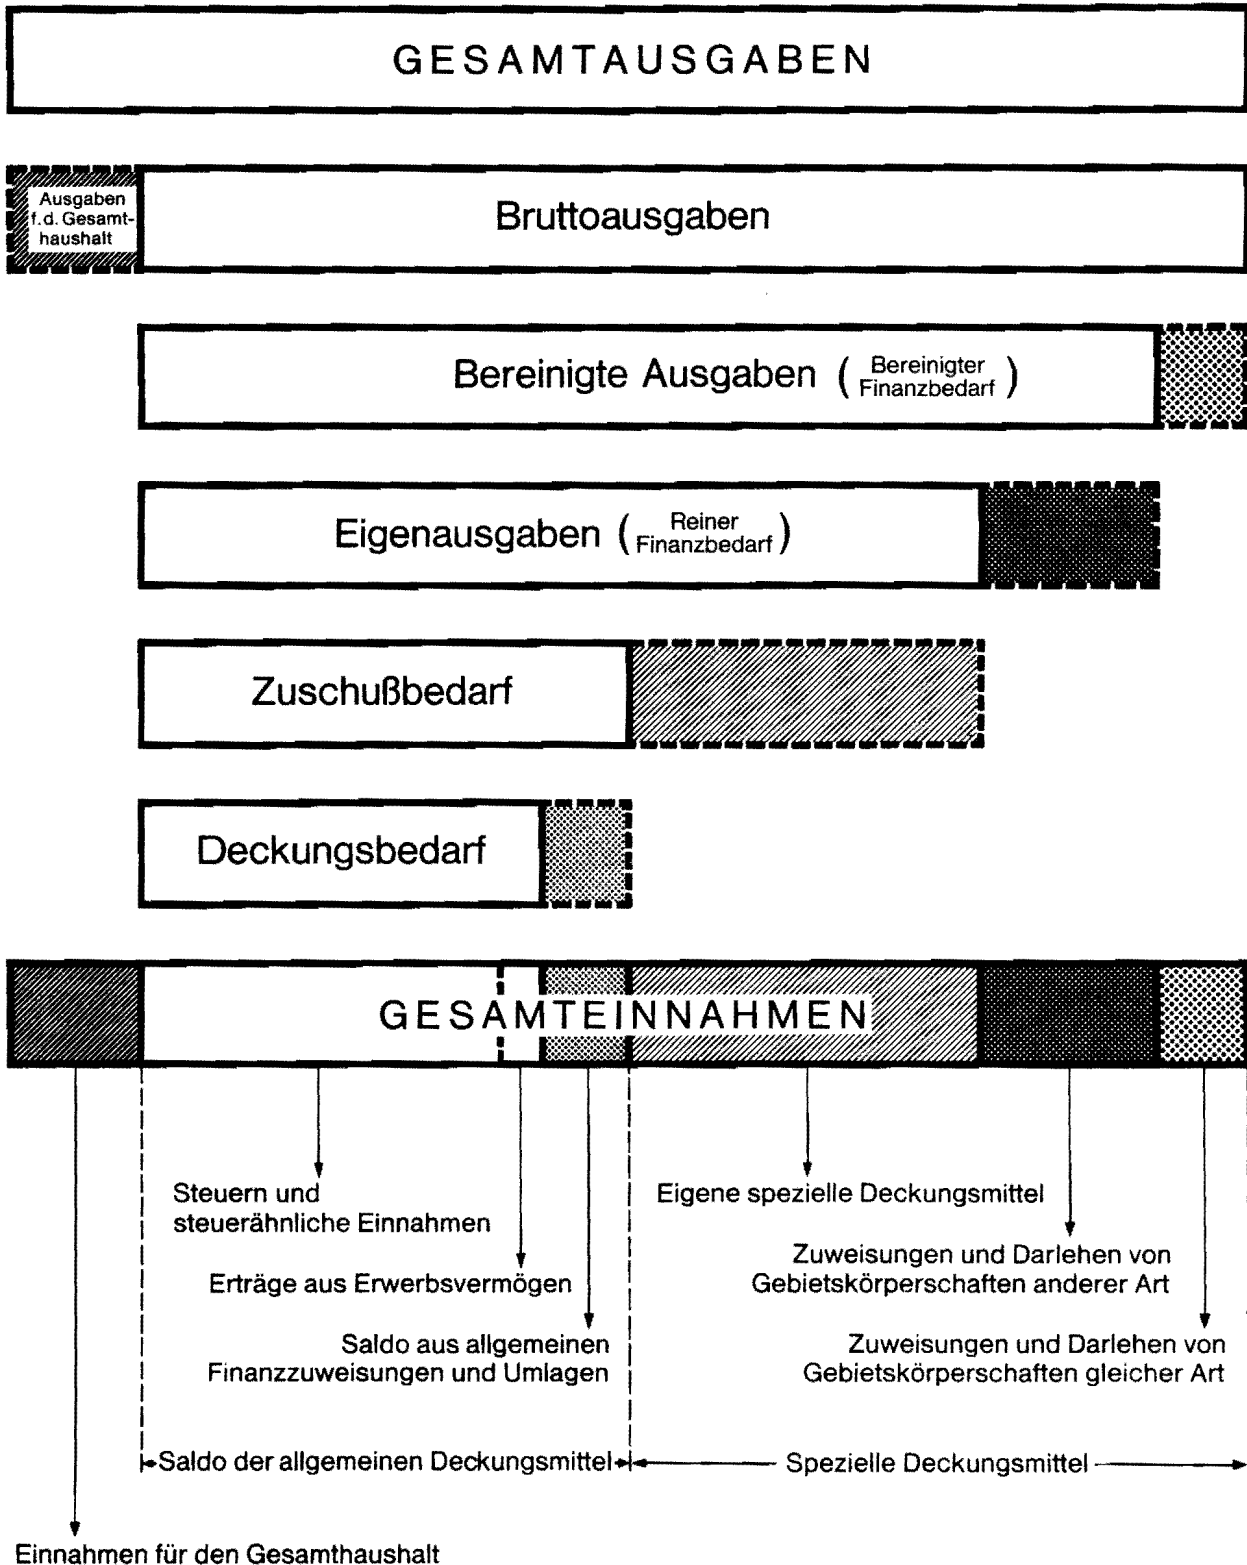 GESAMTAUSGABEN
Ausgaben
f.d. Gesamt-
haushalt
Bruttoausgaben
Bereinigte Ausgaben ( Bereinigter
Finanzbedarf )
Eigenausgaben ( Reiner
Finanzbedarf )
Zuschußbedarf
Deckungsbedarf
GESAMTEINNAHMEN
Steuern und
steuerähnliche Einnahmen
Eigene spezielle Deckungsmittel
Erträge aus Erwerbsvermögen
Zuweisungen und Darlehen von
Gebietskörperschaften anderer Art
Saldo aus allgemeinen
Finanzzuweisungen und Umlagen
Zuweisungen und Darlehen von
Gebietskörperschaften gleicher Art
Saldo der allgemeinen Deckungsmittel
Spezielle Deckungsmittel
Einnahmen für den Gesamthaushalt